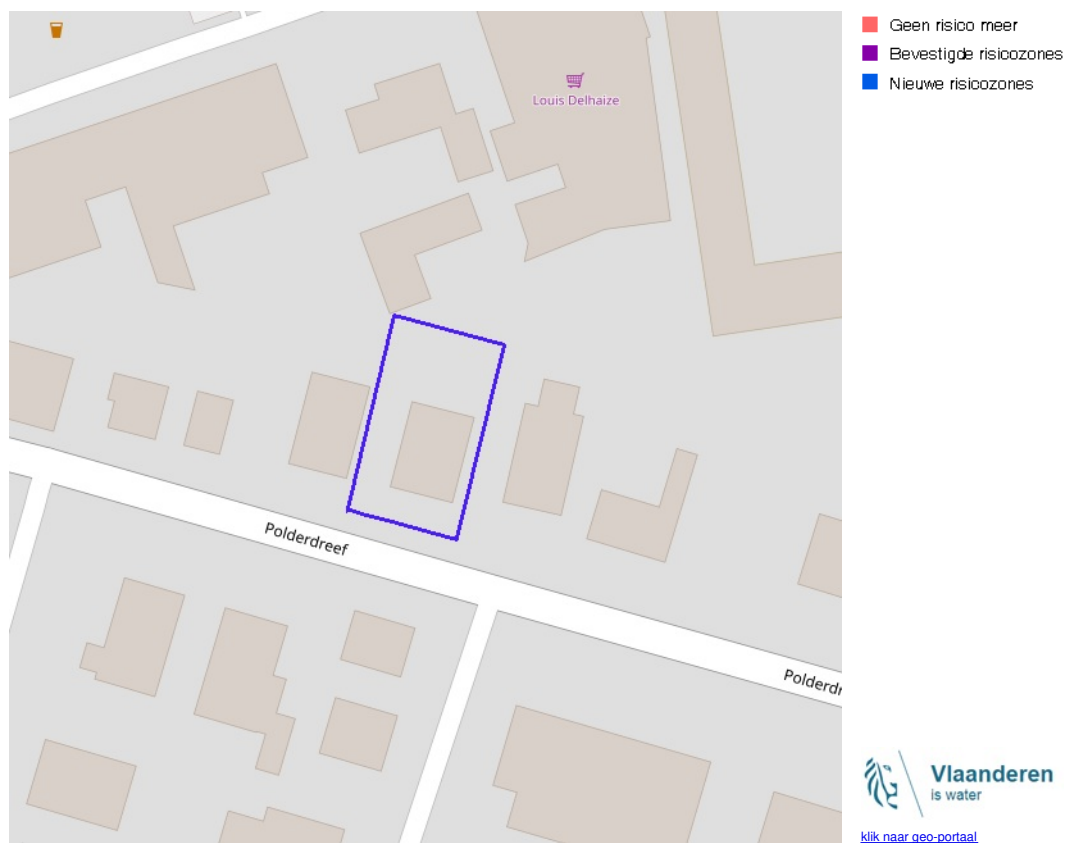 Geen risico meer
Bevestigde risicozones
Nieuwe risicozones
Louis Delhaize
Polderdreef
Polderdr
Vlaanderen
is water
klik naar geo-portaal